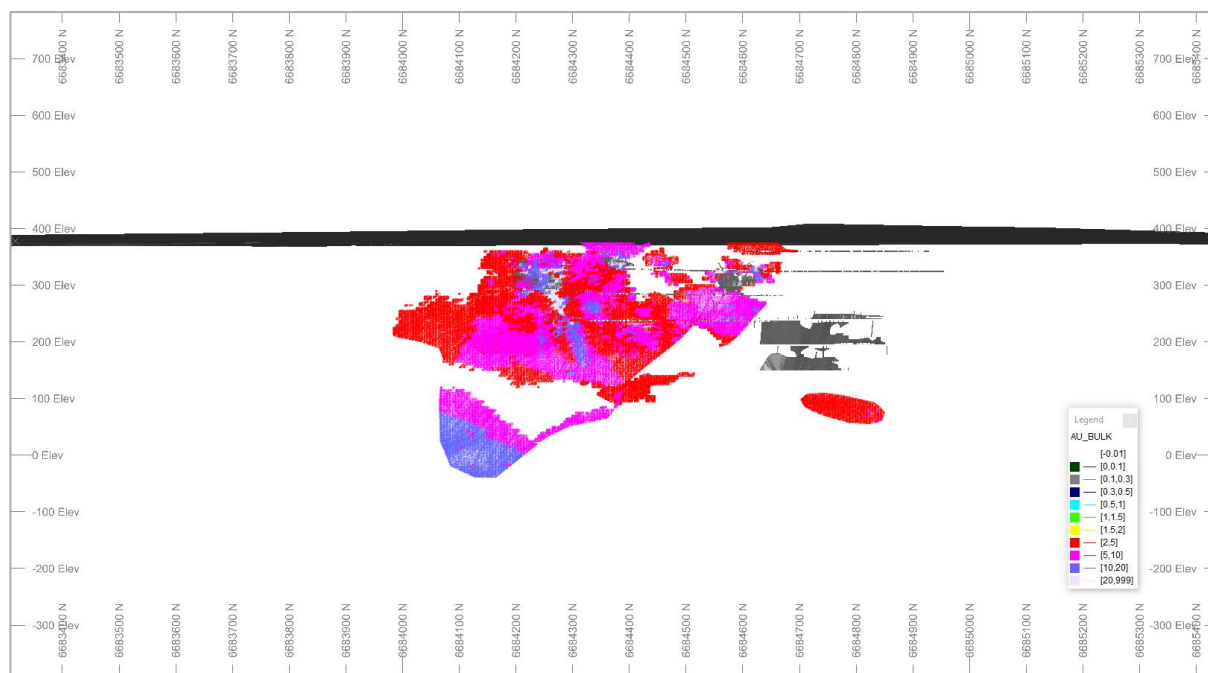 6683400 N
6683500 N
6683600 N
6683700 N
6683800 N
6683900 N
6684000 N
6684100 N
6684200 N
6684300 N
6684400 N
6684500 N
6684600 N
6684700 N
6684800 N
6684900 N
6685000 N
6685100 N
6685200 N
6685300 N
6685400 N
700 Elev
700 Elev
600 Elev
600 Elev
500 Elev
500 Elev
400 Elev
400 Elev
300 Elev
300 Elev
200 Elev
200 Elev
100 Elev
100 Elev
0 Elev
0 Elev
-100 Elev
-100 Elev
-200 Elev
-200 Elev
-300 Elev
-300 Elev
Legend
AU_BULK
[-0.01]
[0,0.1]
[0.1,0.3]
[0.3,0.5]
[0.5,1]
[1,1.5]
[1.5,2]
[2,5]
[5,10]
[10,20]
[20,999]
6683400 N
6683500 N
6683600 N
6683700 N
6683800 N
6683900 N
6684000 N
6684100 N
6684200 N
6684300 N
6684400 N
6684500 N
6684600 N
6684700 N
6684800 N
6684900 N
6685000 N
6685100 N
6685200 N
6685300 N
6685400 N